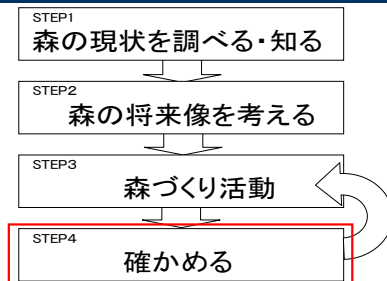 STEP1
森の現状を調べる・知る
STEP2
森の将来像を考える
STEP3
森づくり活動
STEP4
確かめる